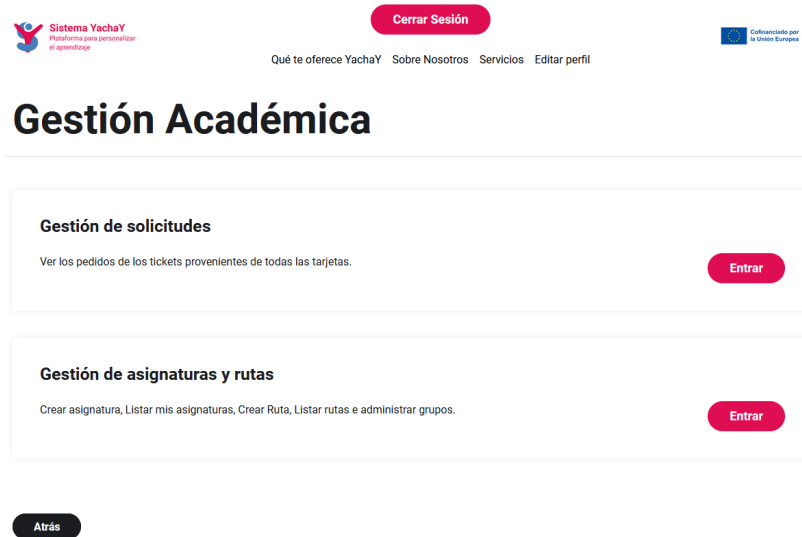 Sistema YachaY
Plataforma para personalizar
el aprendizaje
Cerrar Sesión
Cofinanciado por
la Unión Europea
Qué te oferece YachaY Sobre Nosotros Servicios Editar perfil
Gestión Académica
Gestión de solicitudes
Ver los pedidos de los tickets provenientes de todas las tarjetas.
Entrar
Gestión de asignaturas y rutas
Crear asignatura, Listar mis asignaturas, Crear Ruta, Listar rutas e administrar grupos.
Entrar
Atrás